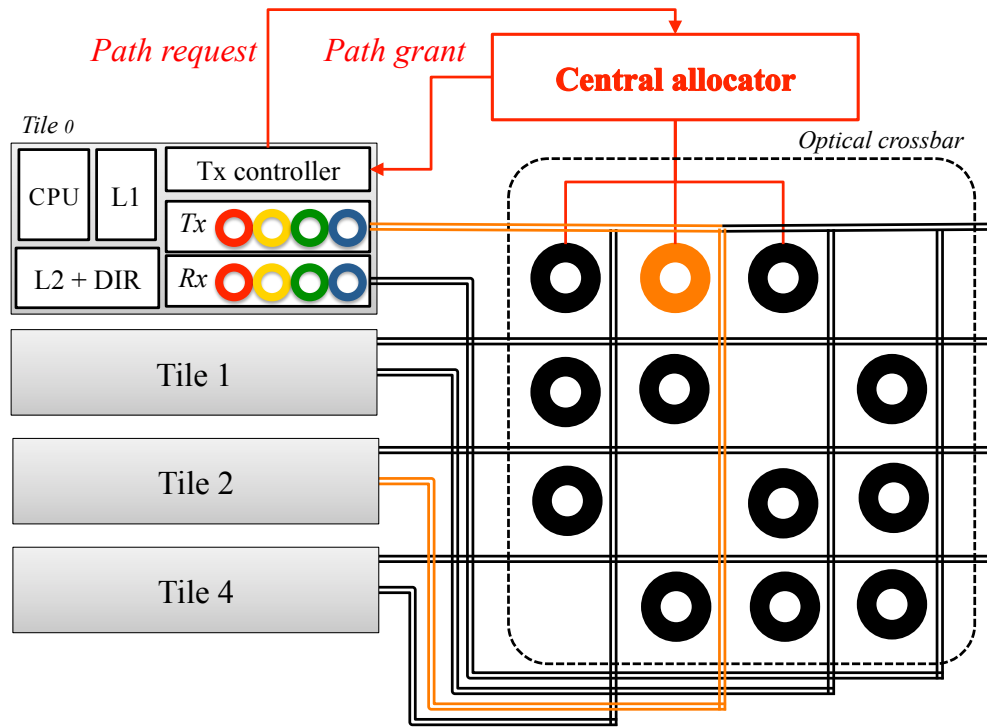 Path request
Path grant
Central allocator
Tile 0
Optical crossbar
CPU
L1
Tx controller
Tx
L2 + DIR
Rx
Tile 1
Tile 2
Tile 4